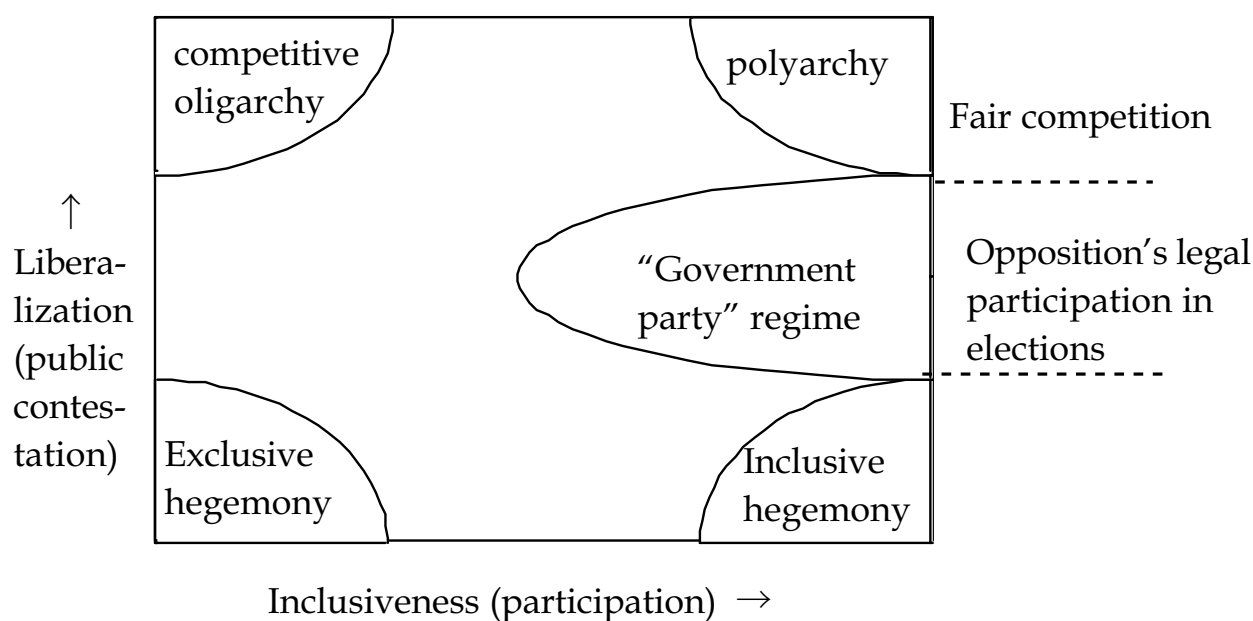 competitive
oligarchy
polyarchy
Fair competition
↑
Libera-
lization
(public
contes-
tation)
“Government
party” regime
Opposition’s legal
participation in
elections
Exclusive
hegemony
Inclusive
hegemony
Inclusiveness (participation) →